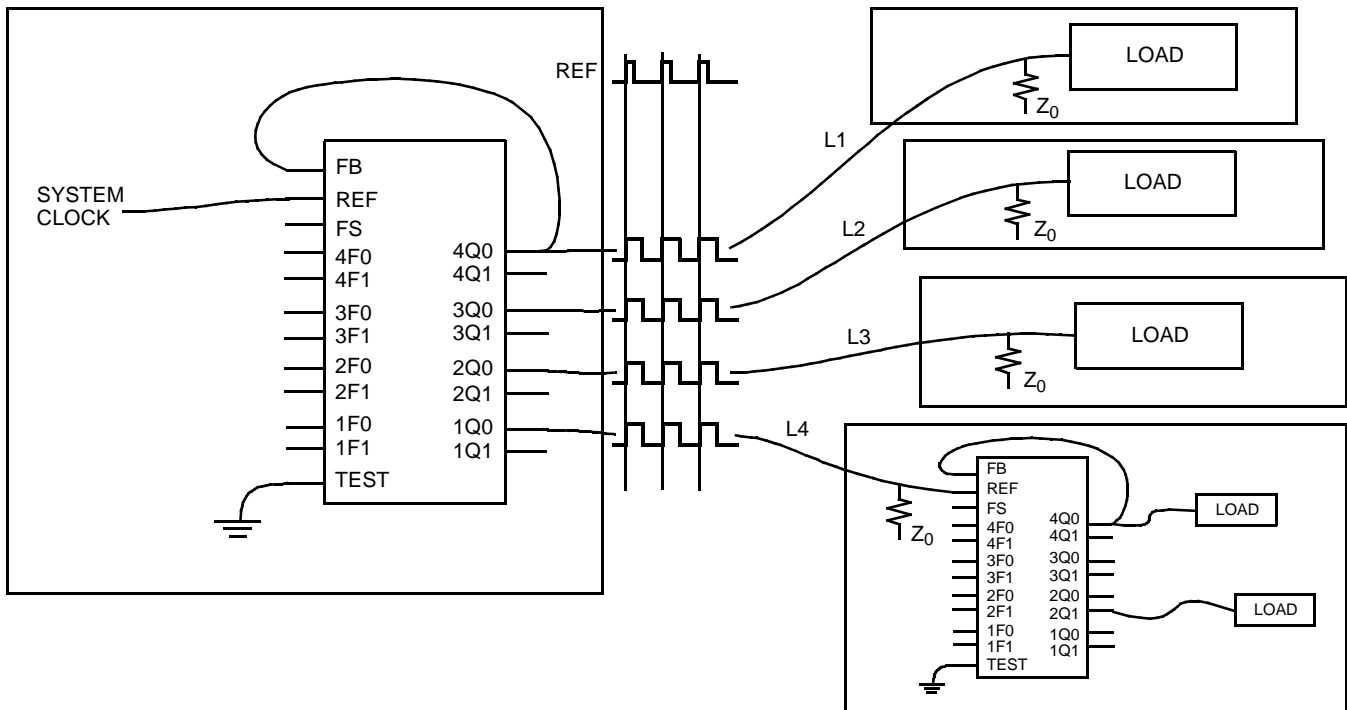 SYSTEM
CLOCK
FB
REF
FS
4F0
4F1
3F0
3F1
2F0
2F1
1F0
1F1
TEST
4Q0
4Q1
3Q0
3Q1
2Q0
2Q1
1Q0
1Q1
REF
L1
L2
L3
L4
LOAD
Z0
LOAD
Z0
LOAD
Z0
Z0
FB
REF
FS
4F0
4F1
3F0
3F1
2F0
2F1
1F0
1F1
TEST
4Q0
4Q1
3Q0
3Q1
2Q0
2Q1
1Q0
1Q1
LOAD
LOAD